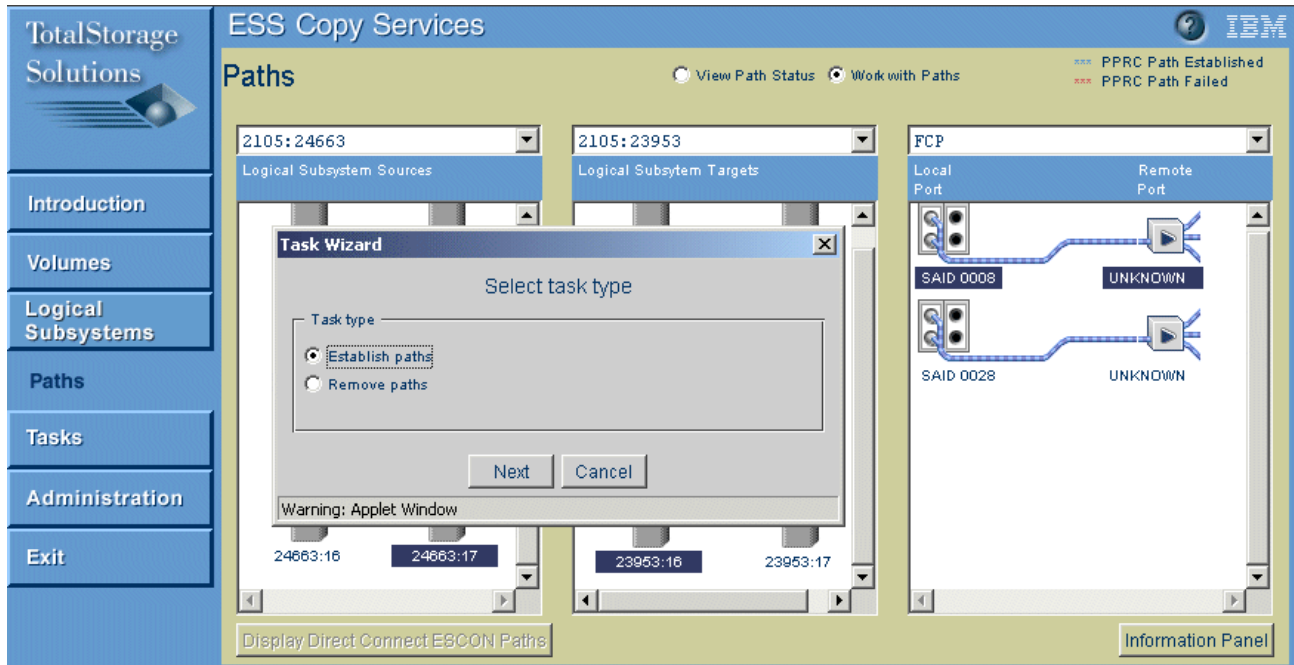 TotalStorage
Solutions
Introduction
Volumes
Logical
Subsystems
Paths
Tasks
Administration
Exit
ESS Copy Services
? IBM
Paths
View Path Status
Work with Paths
PPRC Path Established
PPRC Path Failed
2105:24663
Logical Subsystem Sources
24663:16
24663:17
2105:23953
Logical Subsytem Targets
23953:16
23953:17
FCP
Local
Port
Remote
Port
SAID 0008
UNKNOWN
SAID 0028
UNKNOWN
Task Wizard
Select task type
Task type
Establish paths
Remove paths
Next
Cancel
Warning: Applet Window
Display Direct Connect ESCON Paths
Information Panel